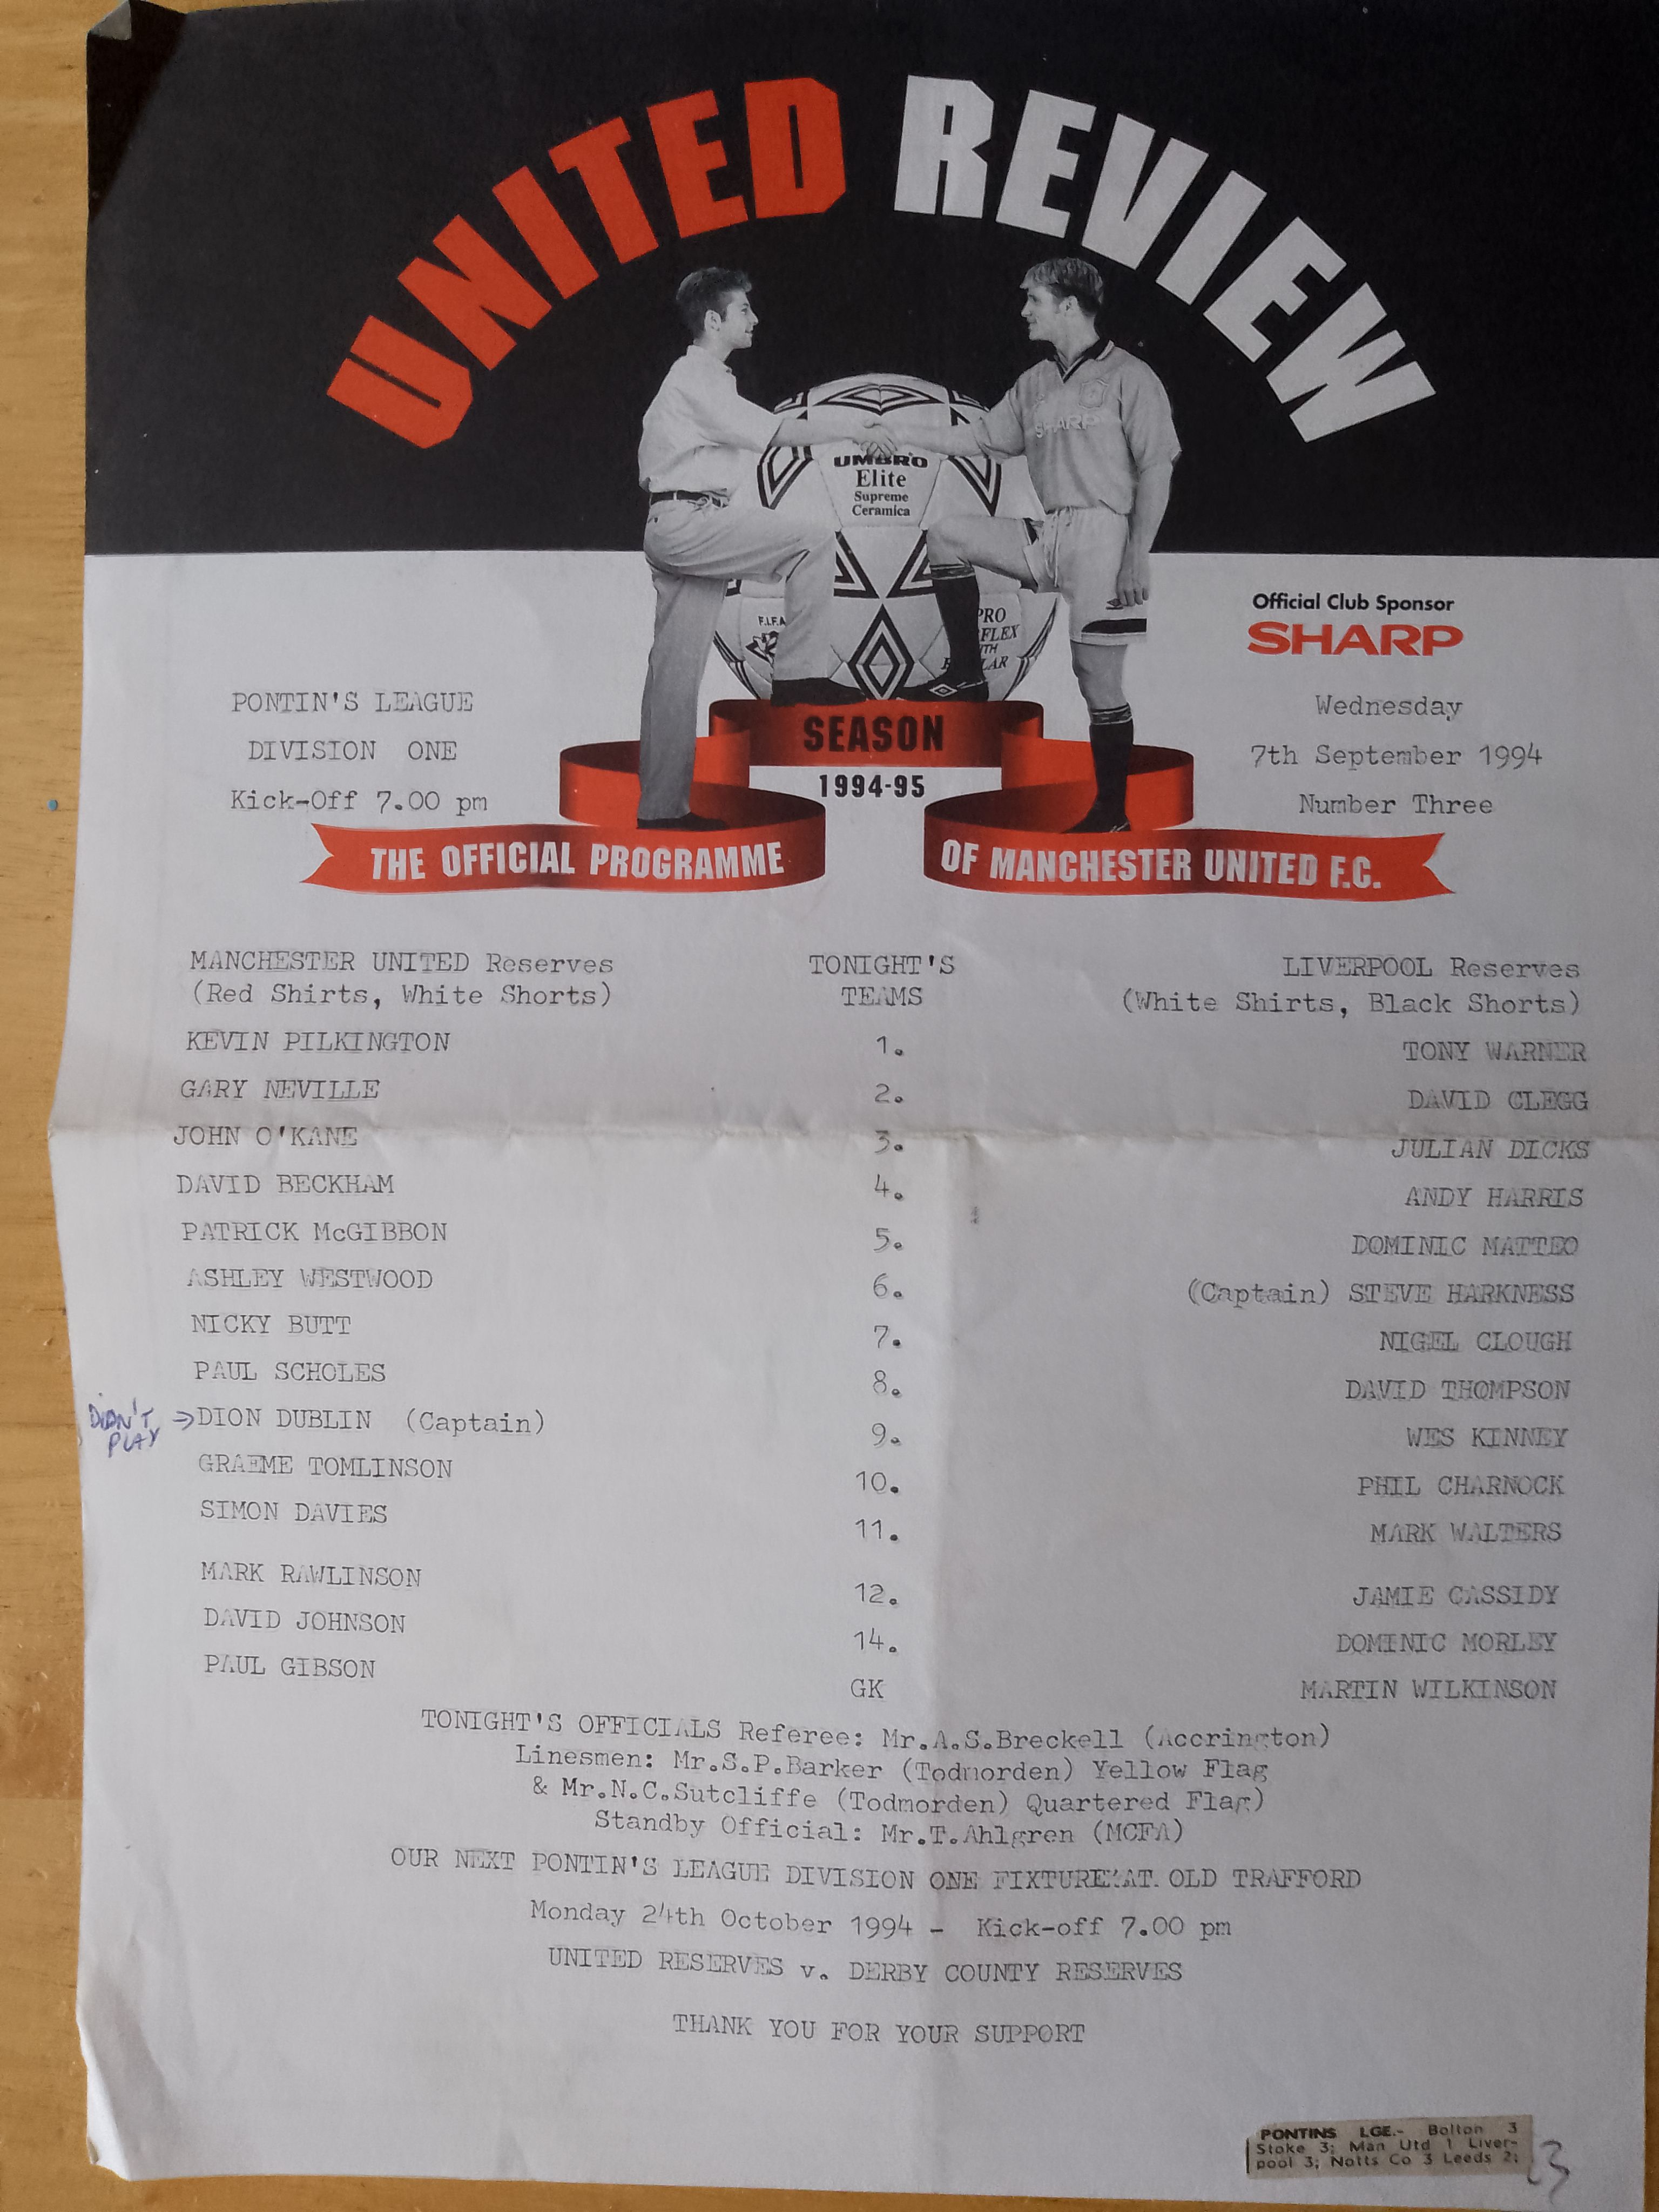 UNITED REVIEW
SHARP
UMBRO
Elite
Supreme
Ceramica
F.I.F.A
PRO
FLEX
Official Club Sponsor
SHARP
PONTIN'S LEAGUE
DIVISION ONE
Kick-Off 7.00 pm
SEASON
1994-95
Wednesday
7th September 1994
Number Three
THE OFFICIAL PROGRAMME OF MANCHESTER UNITED F.C.
MANCHESTER UNITED Reserves TONIGHT'S LIVERPOOL Reserves
(Red Shirts, White Shorts) TEAMS (White Shirts, Black Shorts)
KEVIN PILKINGTON 1. TONY WARNER
GARY NEVILLE 2. DAVID CLEGG
JOHN O'KANE 3. JULIAN DICKS
DAVID BECKHAM 4. ANDY HARRIS
PATRICK McGIBBON 5. DOMINIC MATTEO
ASHLEY WESTWOOD 6. (Captain) STEVE HARKNESS
NICKY BUTT 7. NIGEL CLOUGH
PAUL SCHOLES 8. DAVID THOMPSON
DIDN'T PLAY → DION DUBLIN (Captain) 9. WES KINNEY
GRAEME TOMLINSON 10. PHIL CHARNOCK
SIMON DAVIES 11. MARK WALTERS
MARK RAWLINSON 12. JAMIE CASSIDY
DAVID JOHNSON 14. DOMINIC MORLEY
PAUL GIBSON GK MARTIN WILKINSON
TONIGHT'S OFFICIALS Referee: Mr.A.S.Breckell (Accrington)
Linesmen: Mr.S.P.Barker (Todmorden) Yellow Flag
& Mr.N.C.Sutcliffe (Todmorden) Quartered Flag)
Standby Official: Mr.T.Ahlgren (MCFA)
OUR NEXT PONTIN'S LEAGUE DIVISION ONE FIXTURE AT OLD TRAFFORD
Monday 24th October 1994 - Kick-off 7.00 pm
UNITED RESERVES v. DERBY COUNTY RESERVES
THANK YOU FOR YOUR SUPPORT
PONTINS LGE.- Bolton 3
Stoke 3; Man Utd 1 Liver-
pool 3; Notts Co 3 Leeds 2;